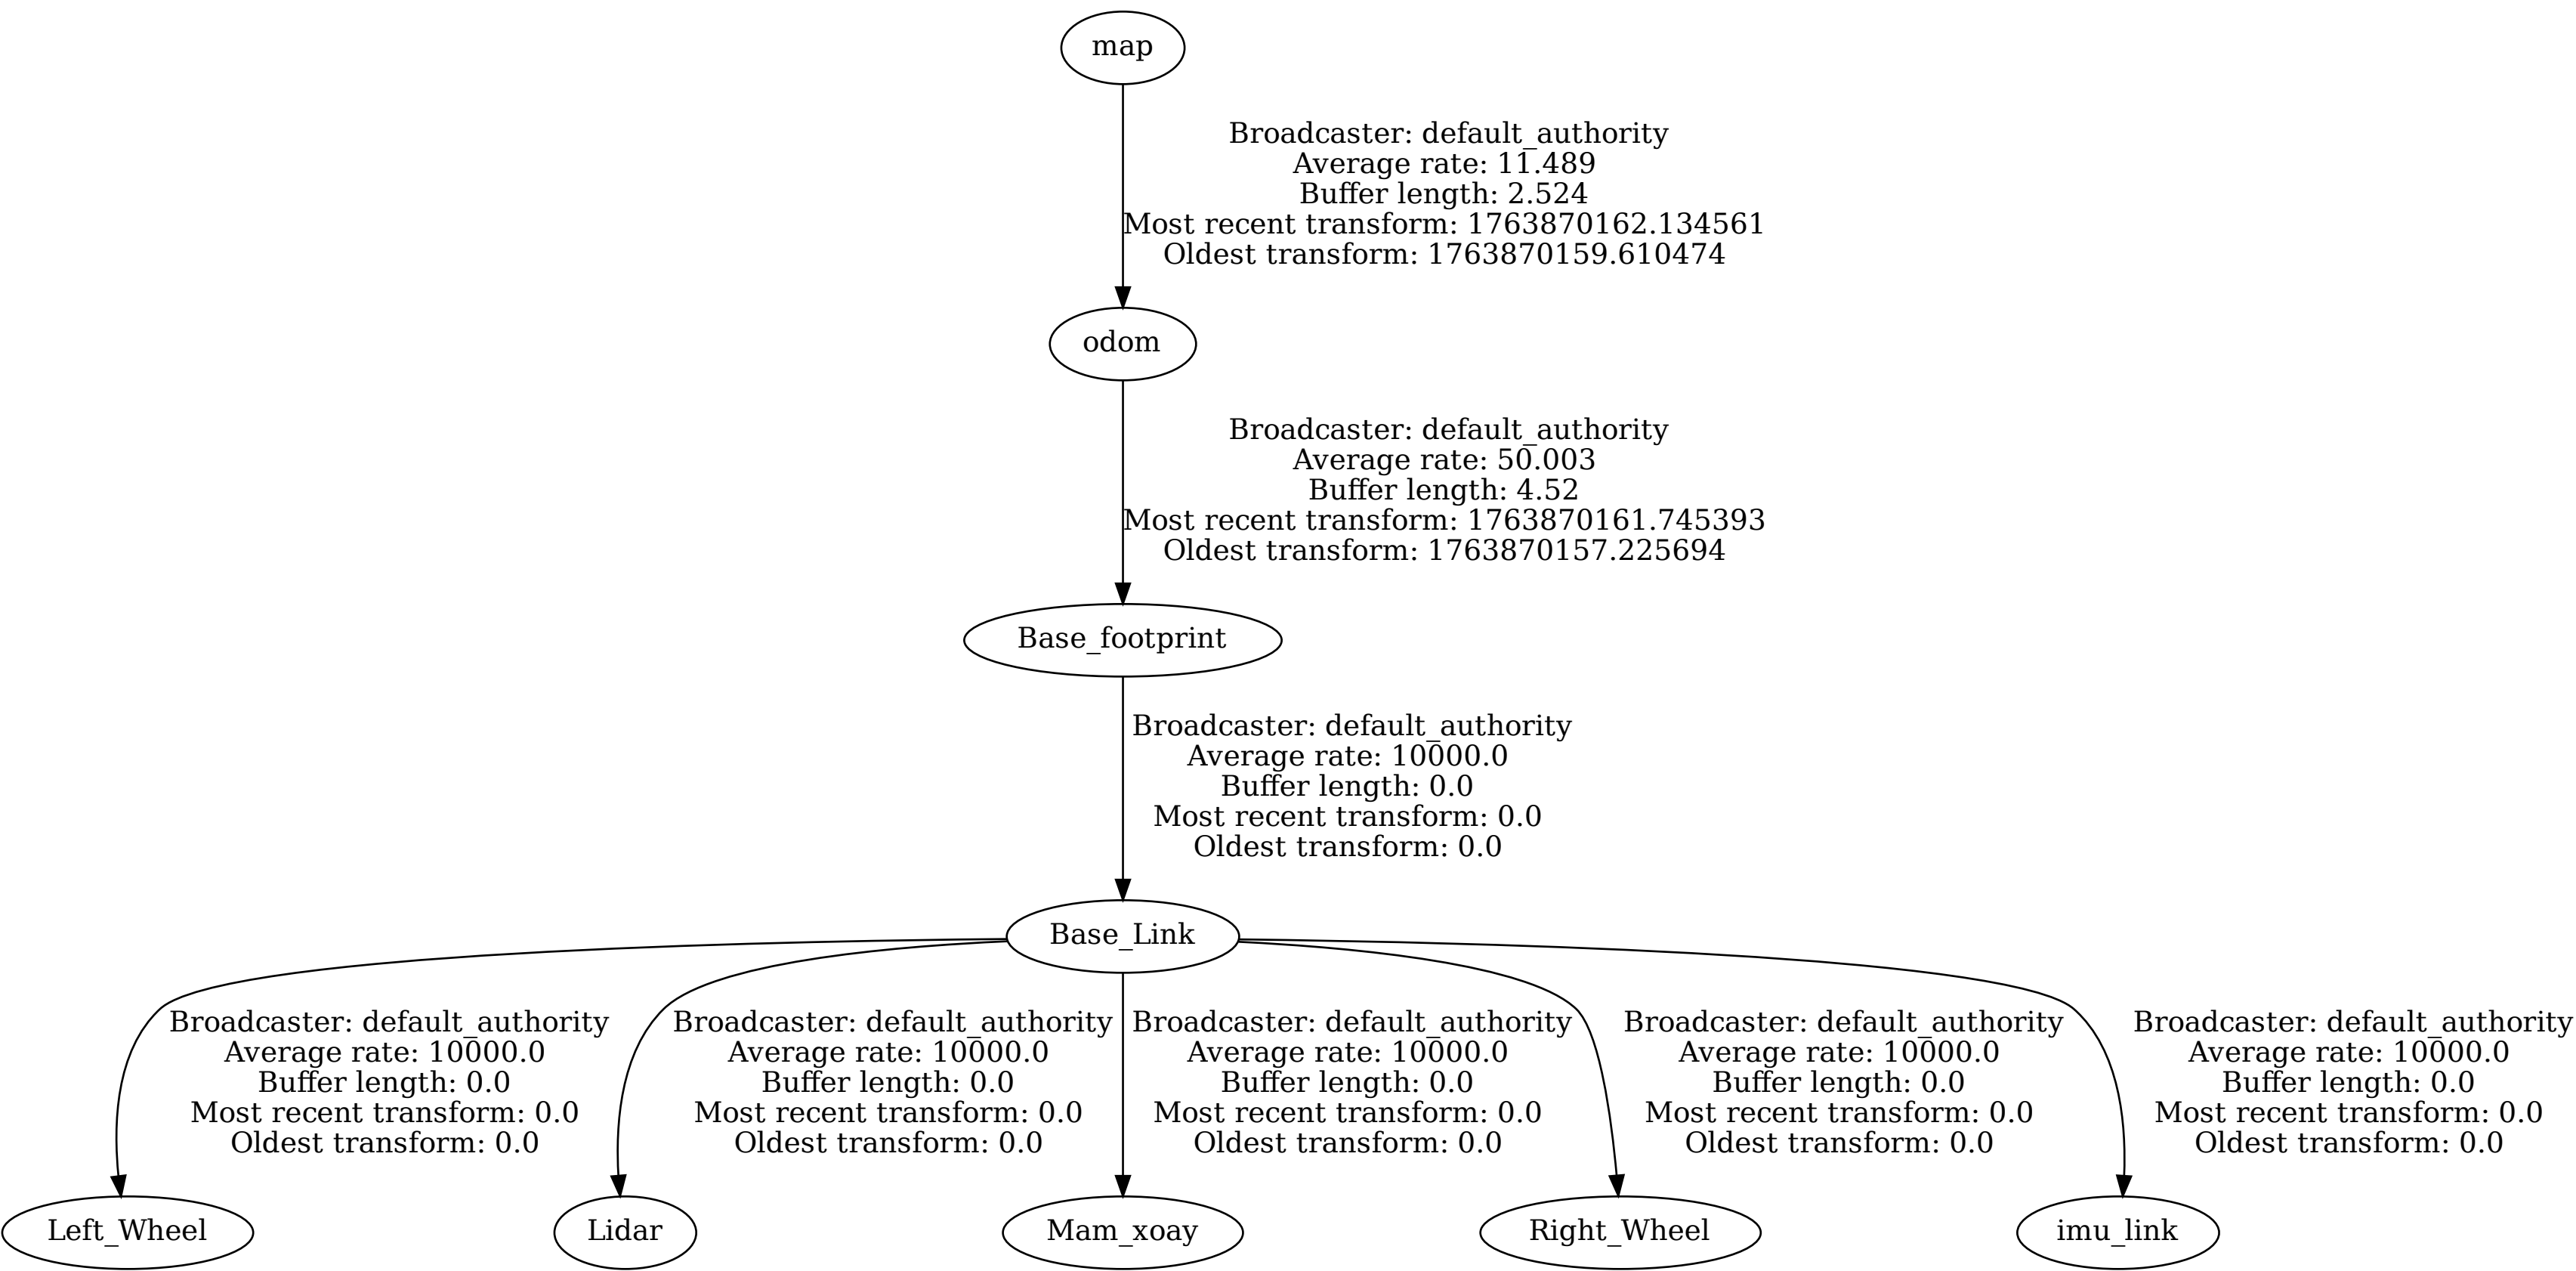 map
Broadcaster: default_authority
Average rate: 11.489
Buffer length: 2.524
Most recent transform: 1763870162.134561
Oldest transform: 1763870159.610474
odom
Broadcaster: default_authority
Average rate: 50.003
Buffer length: 4.52
Most recent transform: 1763870161.745393
Oldest transform: 1763870157.225694
Base_footprint
Broadcaster: default_authority
Average rate: 10000.0
Buffer length: 0.0
Most recent transform: 0.0
Oldest transform: 0.0
Base_Link
Broadcaster: default_authority
Average rate: 10000.0
Buffer length: 0.0
Most recent transform: 0.0
Oldest transform: 0.0
Broadcaster: default_authority
Average rate: 10000.0
Buffer length: 0.0
Most recent transform: 0.0
Oldest transform: 0.0
Broadcaster: default_authority
Average rate: 10000.0
Buffer length: 0.0
Most recent transform: 0.0
Oldest transform: 0.0
Broadcaster: default_authority
Average rate: 10000.0
Buffer length: 0.0
Most recent transform: 0.0
Oldest transform: 0.0
Broadcaster: default_authority
Average rate: 10000.0
Buffer length: 0.0
Most recent transform: 0.0
Oldest transform: 0.0
Left_Wheel
Lidar
Mam_xoay
Right_Wheel
imu_link